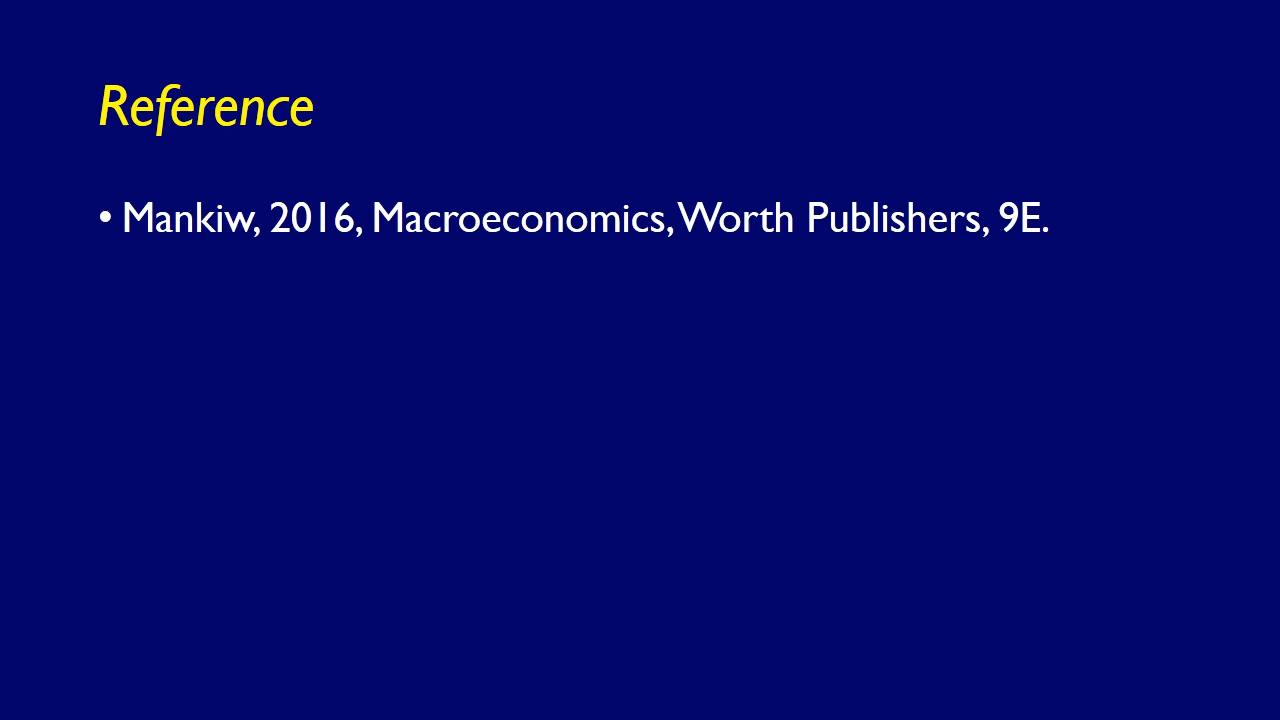 Reference
• Mankiw, 2016, Macroeconomics, Worth Publishers, 9E.